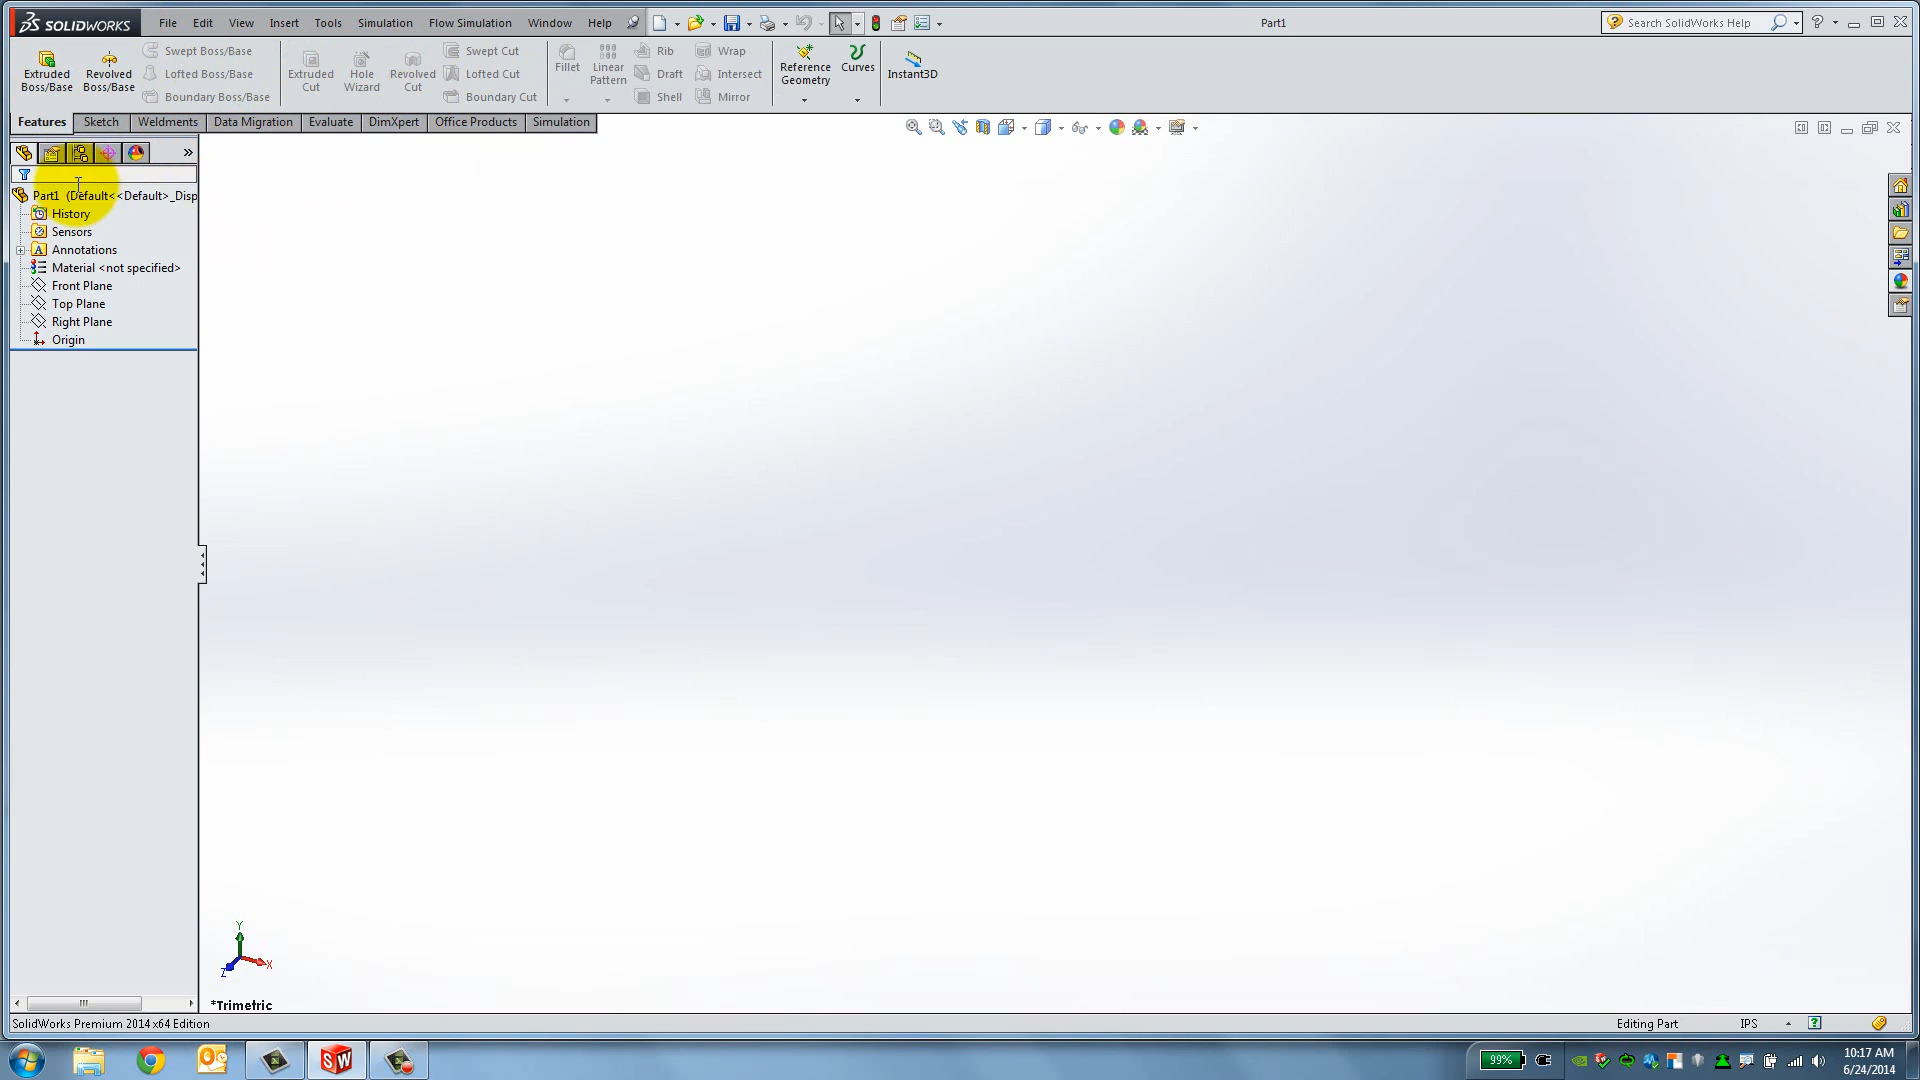 SOLIDWORKS File Edit View Insert Tools Simulation Flow Simulation Window Help Part1 Search SolidWorks Help
Extruded Boss/Base
Revolved Boss/Base
Swept Boss/Base
Lofted Boss/Base
Boundary Boss/Base
Extruded Cut
Hole Wizard
Revolved Cut
Swept Cut
Lofted Cut
Boundary Cut
Fillet
Linear Pattern
Rib
Draft
Shell
Wrap
Intersect
Mirror
Reference Geometry
Curves
Instant3D
Features Sketch Weldments Data Migration Evaluate DimXpert Office Products Simulation
Part1 (Default<<Default>_Disp
History
Sensors
Annotations
Material <not specified>
Front Plane
Top Plane
Right Plane
Origin
Y
X
Z
*Trimetric
SolidWorks Premium 2014 x64 Edition Editing Part IPS
SW 99% 10:17 AM
6/24/2014